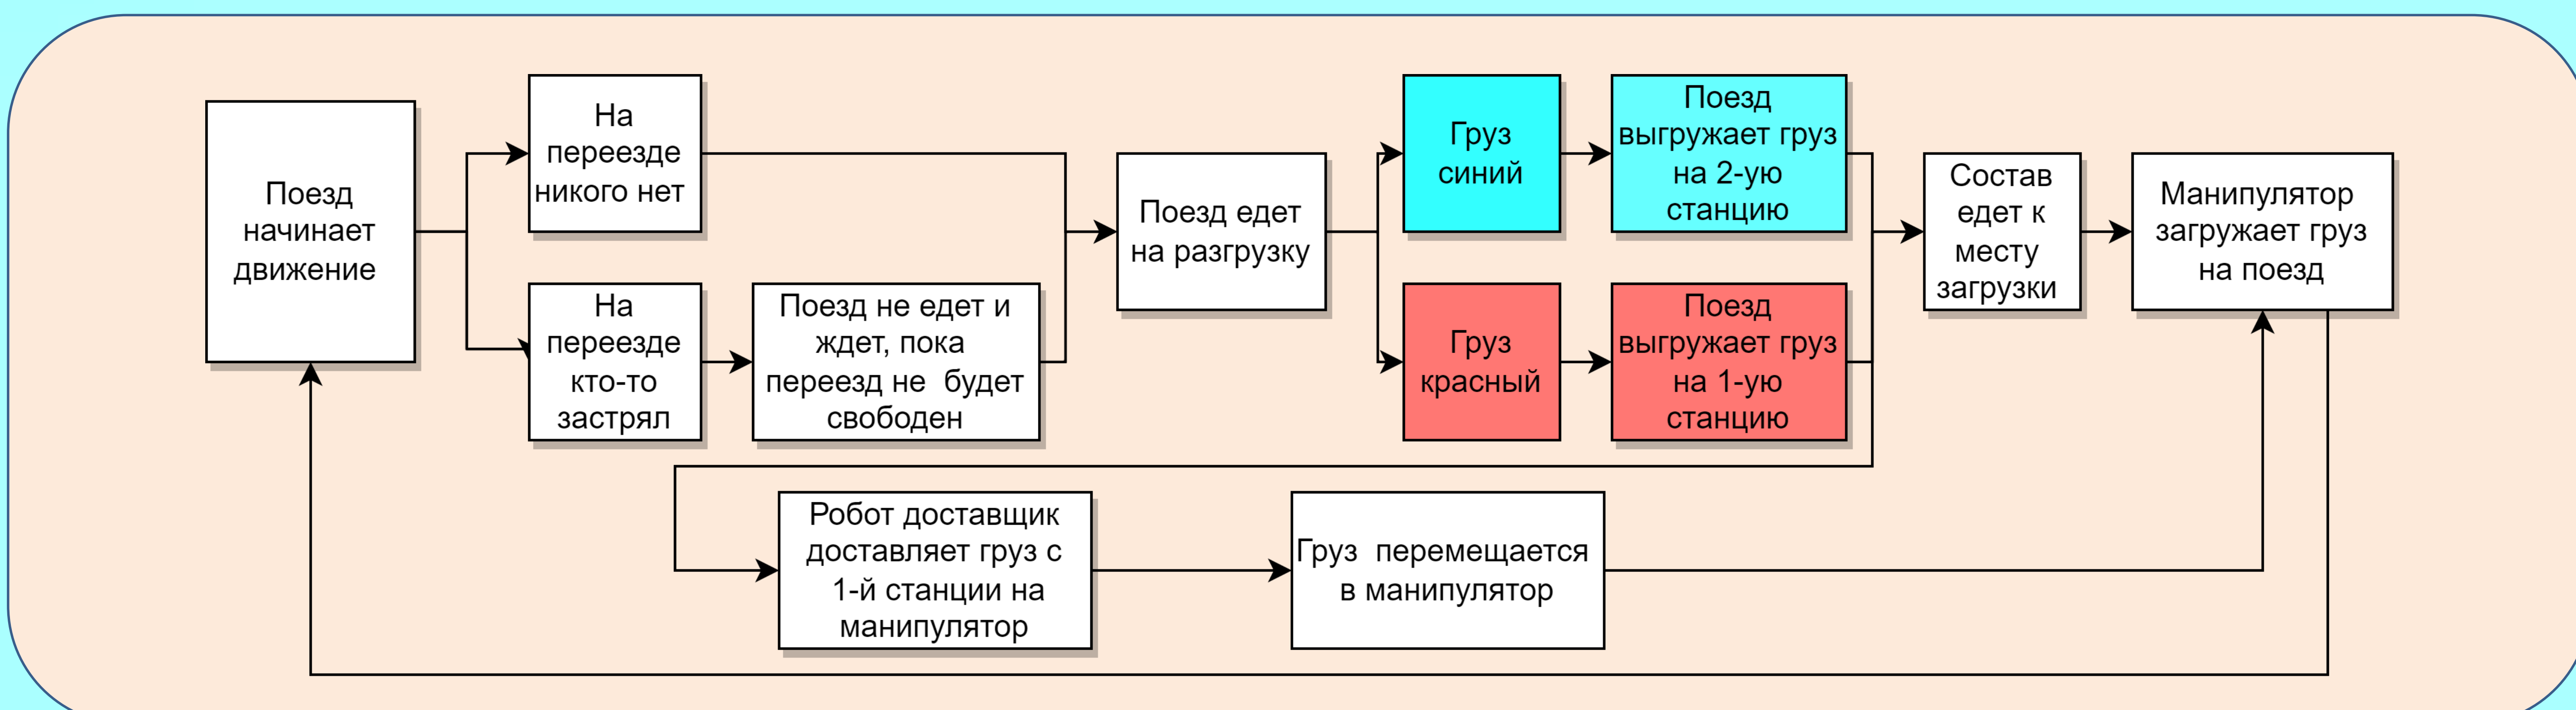 Поезд
начинает
движение
На
переезде
никого нет
На
переезде
кто-то
застрял
Поезд не едет и
ждет, пока
переезд не будет
свободен
Поезд едет
на разгрузку
Груз
синий
Поезд
выгружает груз
на 2-ую
станцию
Груз
красный
Поезд
выгружает груз
на 1-ую
станцию
Состав
едет к
месту
загрузки
Манипулятор
загружает груз
на поезд
Робот доставщик
доставляет груз с
1-й станции на
манипулятор
Груз перемещается
в манипулятор